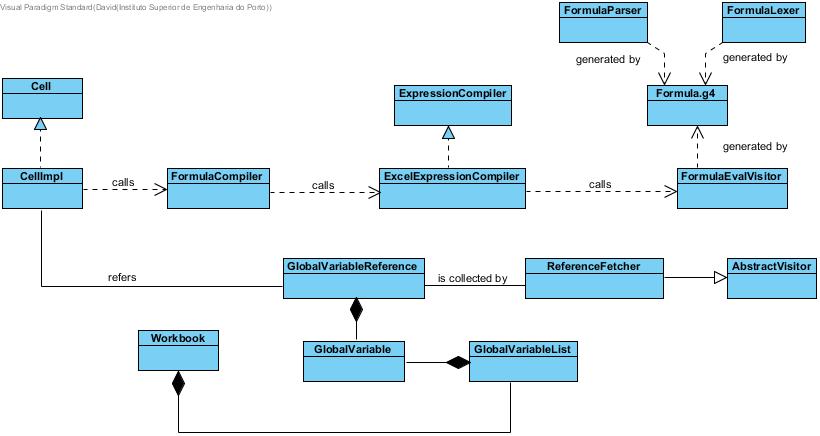 Visual Paradigm Standard(David(Instituto Superior de Engenharia do Porto))
FormulaParser
FormulaLexer
generated by
generated by
Cell
ExpressionCompiler
Formula.g4
generated by
CellImpl
calls
FormulaCompiler
calls
ExcelExpressionCompiler
calls
FormulaEvalVisitor
refers
GlobalVariableReference
is collected by
ReferenceFetcher
AbstractVisitor
Workbook
GlobalVariable
GlobalVariableList